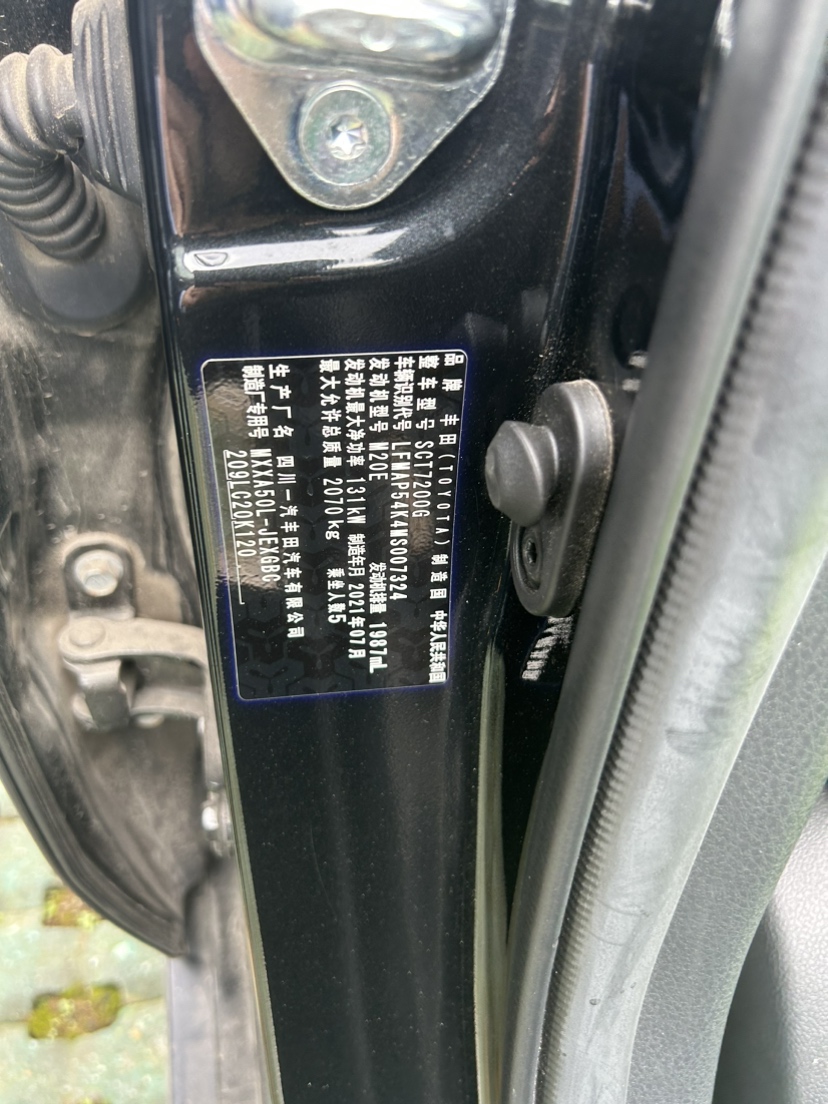 品牌 丰田(TOYOTA) 制造国 中华人民共和国
整车型号 SCT7200G
车辆识别代号 LFMAP54K4MS007324
发动机型号 M20E 发动机排量 1987mL
发动机最大净功率 131kW 制造年月 2021年07月
最大允许总质量 2070kg 乘坐人数5
生产厂名 四川一汽丰田汽车有限公司
制造厂专用号 MXXA50L-JEXGBC
209LC20K120